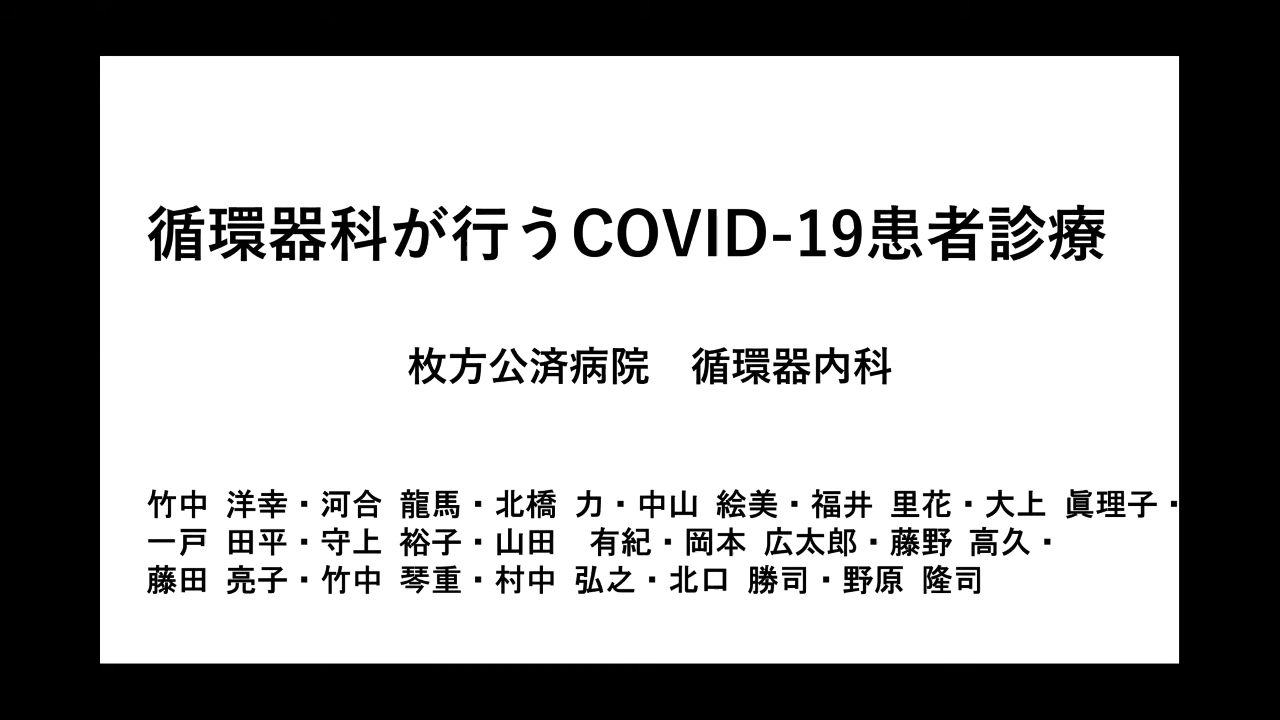 循環器科が行うCOVID-19患者診療
枚方公済病院　循環器内科
竹中 洋幸・河合 龍馬・北橋 力・中山 絵美・福井 里花・大上 眞理子・
一戸 田平・守上 裕子・山田　有紀・岡本 広太郎・藤野 高久・
藤田 亮子・竹中 琴重・村中 弘之・北口 勝司・野原 隆司